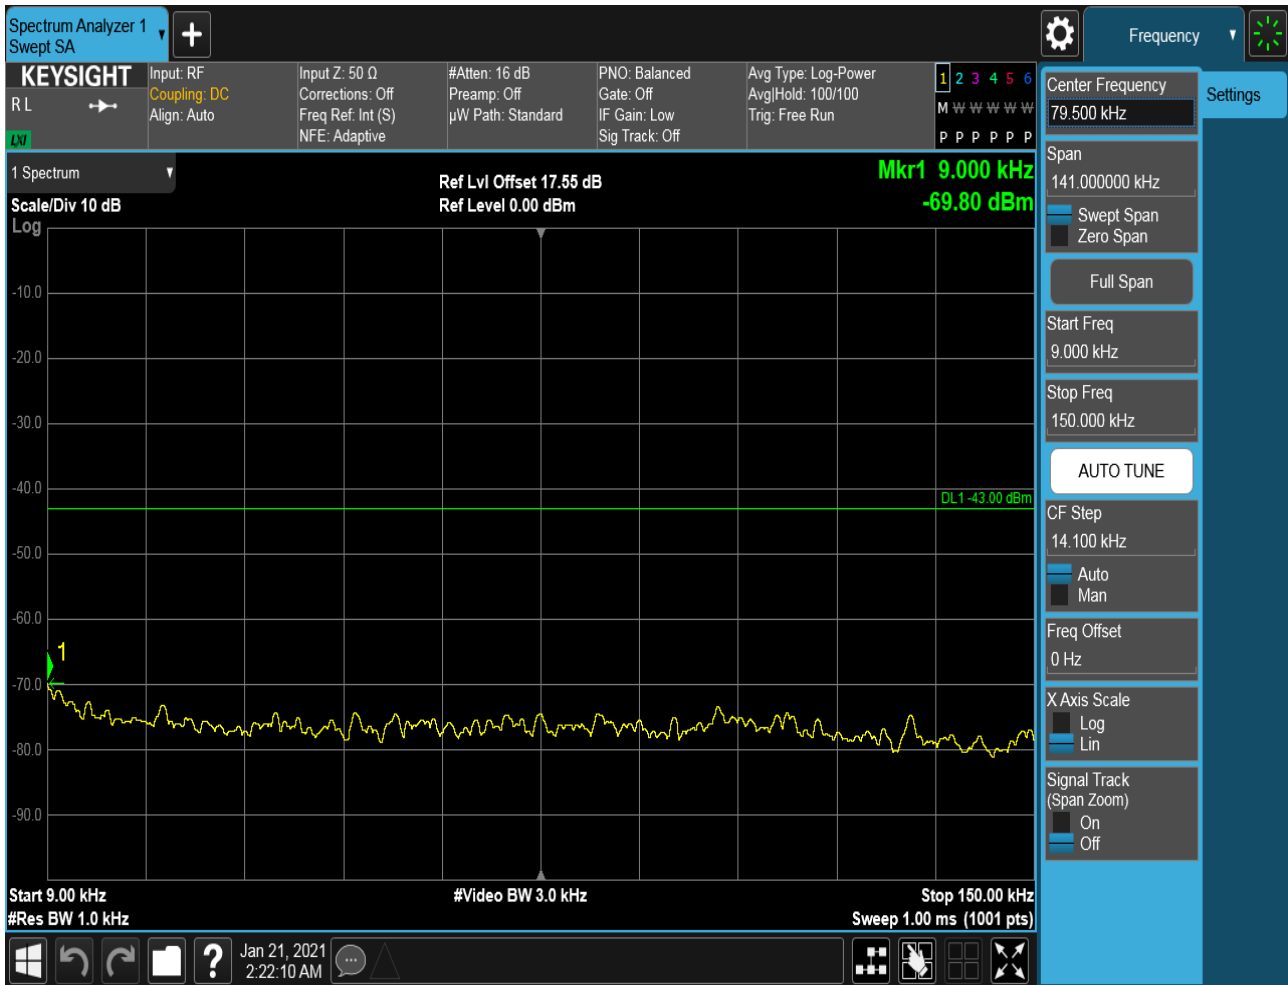 Spectrum Analyzer 1
Swept SA
+
Frequency
KEYSIGHT
R L
LXI
Input: RF
Coupling: DC
Align: Auto
Input Z: 50 Ω
Corrections: Off
Freq Ref: Int (S)
NFE: Adaptive
#Atten: 16 dB
Preamp: Off
µW Path: Standard
PNO: Balanced
Gate: Off
IF Gain: Low
Sig Track: Off
Avg Type: Log-Power
Avg|Hold: 100/100
Trig: Free Run
1 2 3 4 5 6
M W W W W W
P P P P P P
1 Spectrum
Scale/Div 10 dB
Log
Ref Lvl Offset 17.55 dB
Ref Level 0.00 dBm
Mkr1 9.000 kHz
-69.80 dBm
-10.0
-20.0
-30.0
-40.0
DL1 -43.00 dBm
-50.0
-60.0
1
-70.0
-80.0
-90.0
Start 9.00 kHz
#Video BW 3.0 kHz
Stop 150.00 kHz
#Res BW 1.0 kHz
Sweep 1.00 ms (1001 pts)
Center Frequency
79.500 kHz
Settings
Span
141.000000 kHz
Swept Span
Zero Span
Full Span
Start Freq
9.000 kHz
Stop Freq
150.000 kHz
AUTO TUNE
CF Step
14.100 kHz
Auto
Man
Freq Offset
0 Hz
X Axis Scale
Log
Lin
Signal Track
(Span Zoom)
On
Off
?
Jan 21, 2021
2:22:10 AM